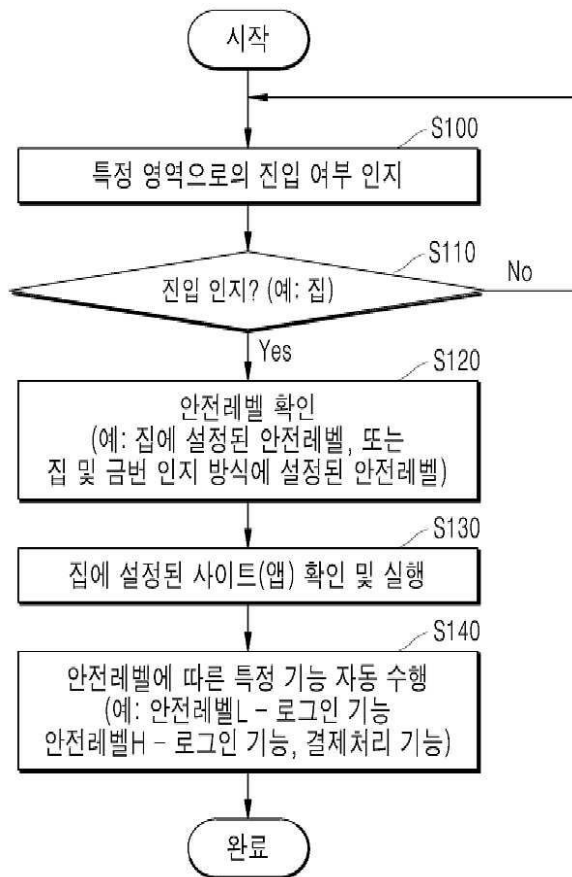 시작
S100
특정 영역으로의 진입 여부 인지
S110
진입 인지? (예: 집)
No
Yes
S120
안전레벨 확인
(예: 집에 설정된 안전레벨, 또는
집 및 금번 인지 방식에 설정된 안전레벨)
S130
집에 설정된 사이트(앱) 확인 및 실행
S140
안전레벨에 따른 특정 기능 자동 수행
(예: 안전레벨L – 로그인 기능
안전레벨H – 로그인 기능, 결제처리 기능)
완료